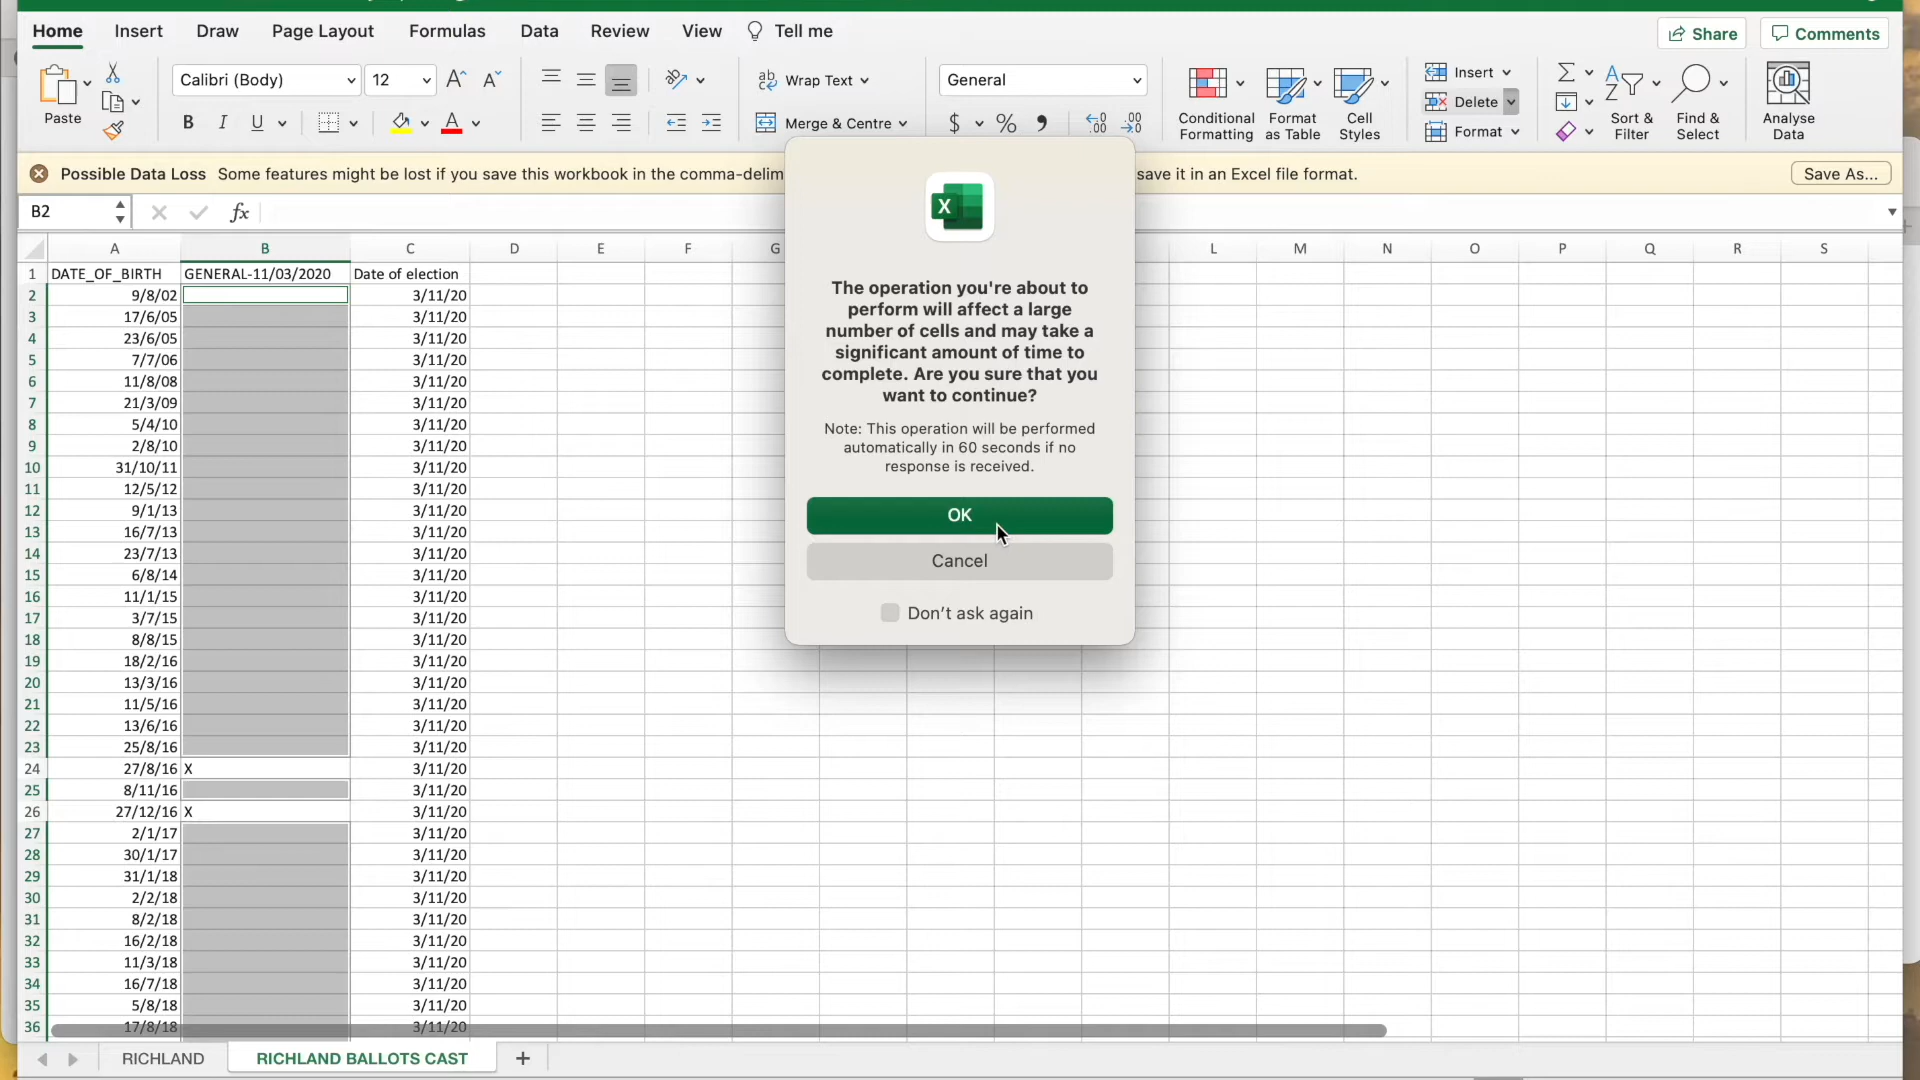 Home Insert Draw Page Layout Formulas Data Review View Tell me Share Comments
Calibri (Body) 12 Wrap Text General Insert
Delete
Paste B I U Merge & Centre $ % Conditional Formatting Format as Table Cell Styles Format Sort & Filter Find & Select Analyse Data
Possible Data Loss Some features might be lost if you save this workbook in the comma-delim save it in an Excel file format. Save As...
B2 fx
A B C D E F G L M N O P Q R S
1 DATE_OF_BIRTH GENERAL-11/03/2020 Date of election
2 9/8/02 3/11/20
3 17/6/05 3/11/20
4 23/6/05 3/11/20
5 7/7/06 3/11/20
6 11/8/08 3/11/20
7 21/3/09 3/11/20
8 5/4/10 3/11/20
9 2/8/10 3/11/20
10 31/10/11 3/11/20
11 12/5/12 3/11/20
12 9/1/13 3/11/20
13 16/7/13 3/11/20
14 23/7/13 3/11/20
15 6/8/14 3/11/20
16 11/1/15 3/11/20
17 3/7/15 3/11/20
18 8/8/15 3/11/20
19 18/2/16 3/11/20
20 13/3/16 3/11/20
21 11/5/16 3/11/20
22 13/6/16 3/11/20
23 25/8/16 3/11/20
24 27/8/16 X 3/11/20
25 8/11/16 3/11/20
26 27/12/16 X 3/11/20
27 2/1/17 3/11/20
28 30/1/17 3/11/20
29 31/1/18 3/11/20
30 2/2/18 3/11/20
31 8/2/18 3/11/20
32 16/2/18 3/11/20
33 11/3/18 3/11/20
34 16/7/18 3/11/20
35 5/8/18 3/11/20
36 17/8/18 3/11/20
X
The operation you're about to
perform will affect a large
number of cells and may take a
significant amount of time to
complete. Are you sure that you
want to continue?
Note: This operation will be performed
automatically in 60 seconds if no
response is received.
OK
Cancel
Don't ask again
RICHLAND RICHLAND BALLOTS CAST +